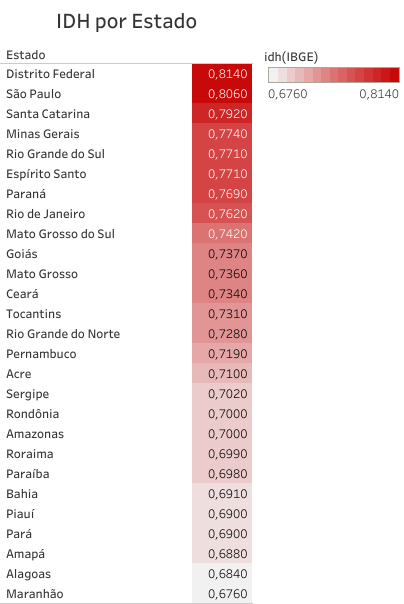 IDH por Estado
Estado
Distrito Federal 0,8140
São Paulo 0,8060
Santa Catarina 0,7920
Minas Gerais 0,7740
Rio Grande do Sul 0,7710
Espírito Santo 0,7710
Paraná 0,7690
Rio de Janeiro 0,7620
Mato Grosso do Sul 0,7420
Goiás 0,7370
Mato Grosso 0,7360
Ceará 0,7340
Tocantins 0,7310
Rio Grande do Norte 0,7280
Pernambuco 0,7190
Acre 0,7100
Sergipe 0,7020
Rondônia 0,7000
Amazonas 0,7000
Roraima 0,6990
Paraíba 0,6980
Bahia 0,6910
Piauí 0,6900
Pará 0,6900
Amapá 0,6880
Alagoas 0,6840
Maranhão 0,6760
idh(IBGE)
0,6760 0,8140